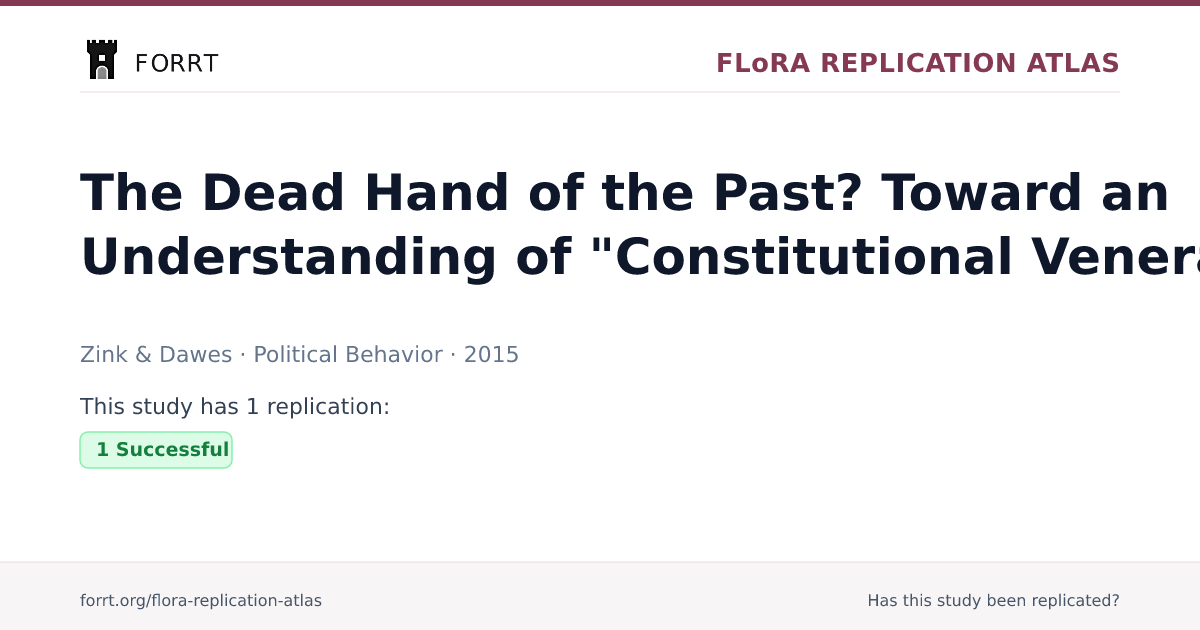 FORRT
FLoRA REPLICATION ATLAS
The Dead Hand of the Past? Toward an
Understanding of "Constitutional Venera
Zink & Dawes · Political Behavior · 2015
This study has 1 replication:
1 Successful
forrt.org/flora-replication-atlas
Has this study been replicated?